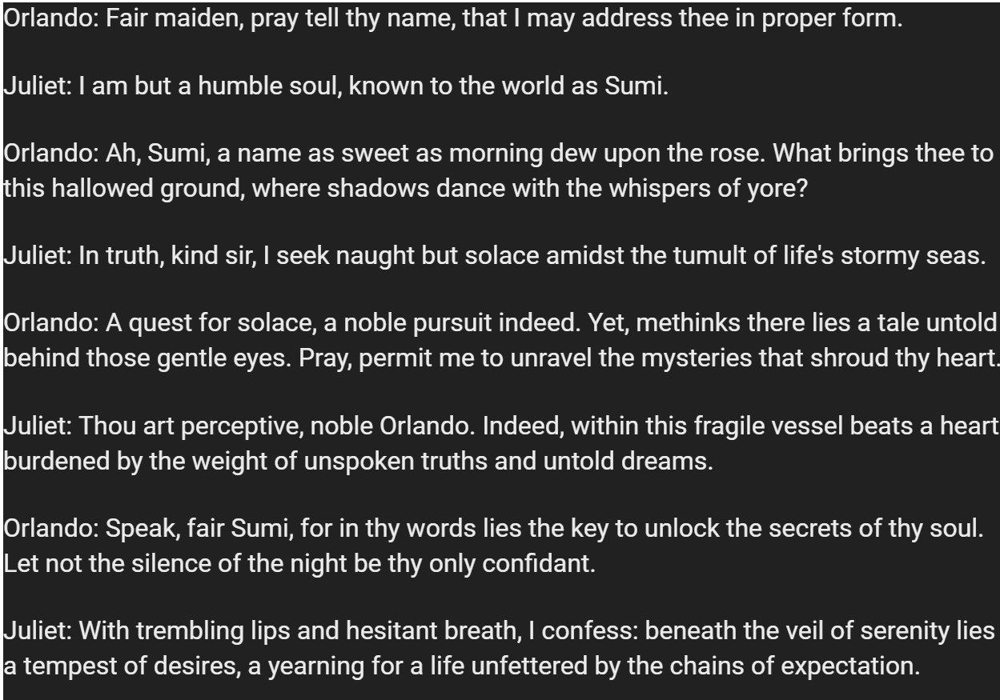 Orlando: Fair maiden, pray tell thy name, that I may address thee in proper form.
Juliet: I am but a humble soul, known to the world as Sumi.
Orlando: Ah, Sumi, a name as sweet as morning dew upon the rose. What brings thee to
this hallowed ground, where shadows dance with the whispers of yore?
Juliet: In truth, kind sir, I seek naught but solace amidst the tumult of life's stormy seas.
Orlando: A quest for solace, a noble pursuit indeed. Yet, methinks there lies a tale untold
behind those gentle eyes. Pray, permit me to unravel the mysteries that shroud thy heart.
Juliet: Thou art perceptive, noble Orlando. Indeed, within this fragile vessel beats a heart
burdened by the weight of unspoken truths and untold dreams.
Orlando: Speak, fair Sumi, for in thy words lies the key to unlock the secrets of thy soul.
Let not the silence of the night be thy only confidant.
Juliet: With trembling lips and hesitant breath, I confess: beneath the veil of serenity lies
a tempest of desires, a yearning for a life unfettered by the chains of expectation.